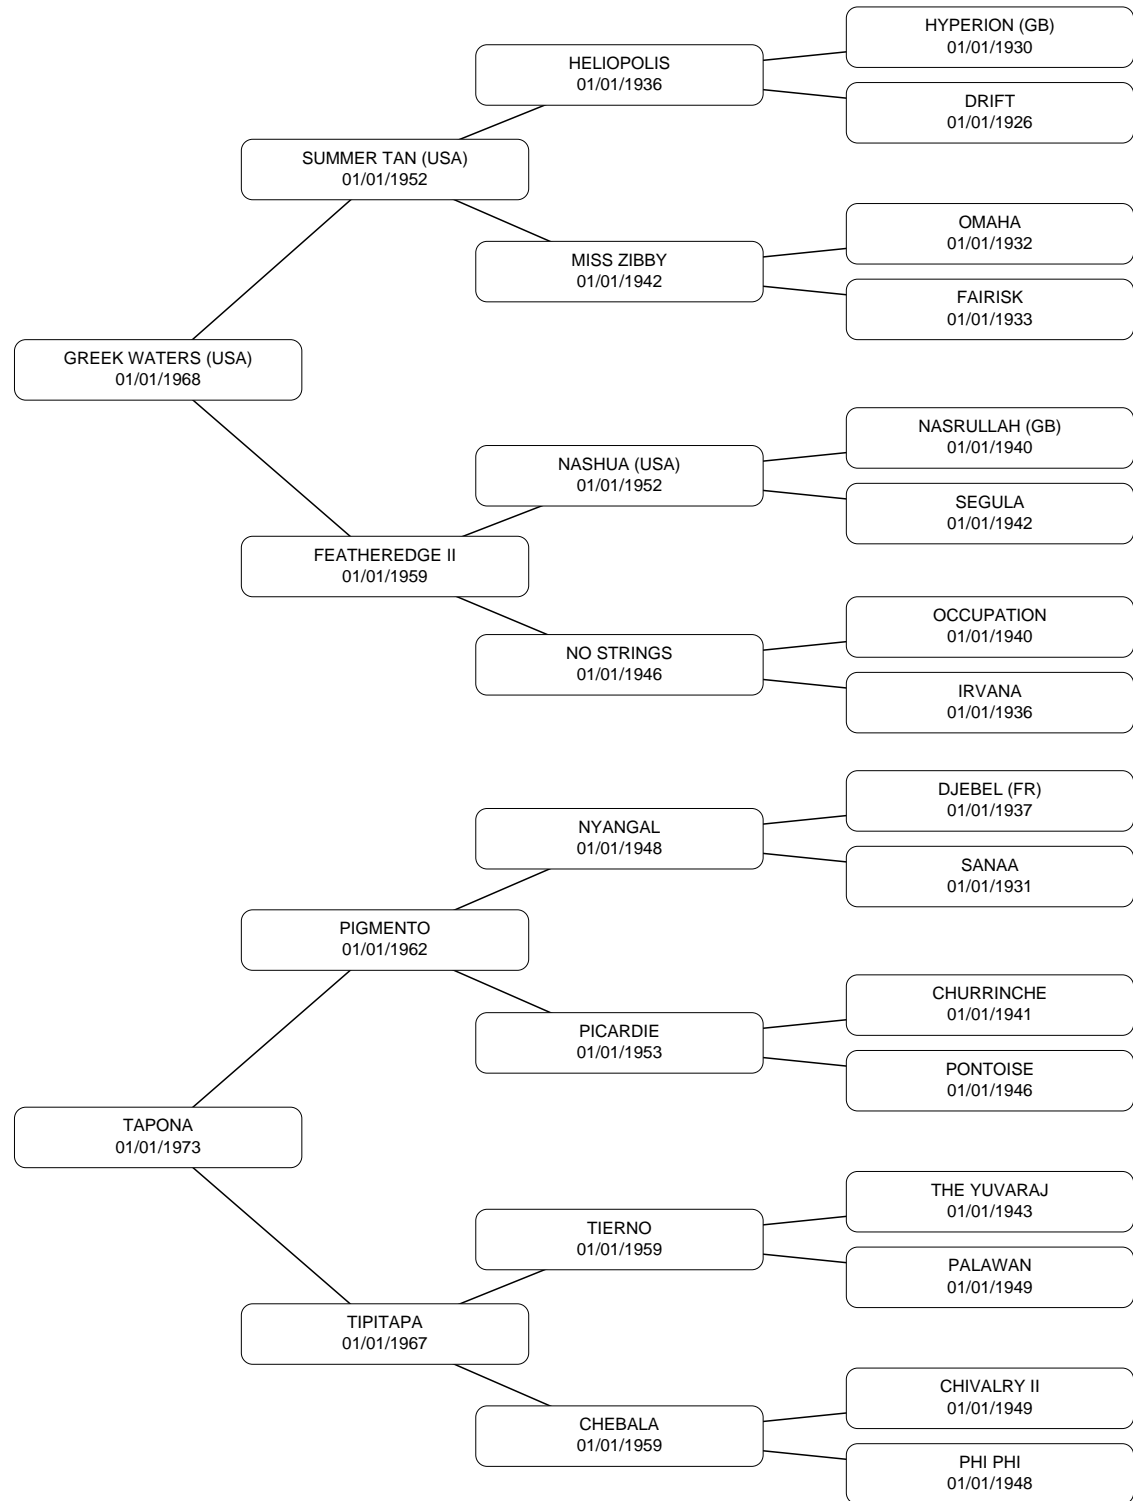 HYPERION (GB)
01/01/1930
HELIOPOLIS
01/01/1936
DRIFT
01/01/1926
SUMMER TAN (USA)
01/01/1952
OMAHA
01/01/1932
MISS ZIBBY
01/01/1942
FAIRISK
01/01/1933
GREEK WATERS (USA)
01/01/1968
NASRULLAH (GB)
01/01/1940
NASHUA (USA)
01/01/1952
SEGULA
01/01/1942
FEATHEREDGE II
01/01/1959
OCCUPATION
01/01/1940
NO STRINGS
01/01/1946
IRVANA
01/01/1936
DJEBEL (FR)
01/01/1937
NYANGAL
01/01/1948
SANAA
01/01/1931
PIGMENTO
01/01/1962
CHURRINCHE
01/01/1941
PICARDIE
01/01/1953
PONTOISE
01/01/1946
TAPONA
01/01/1973
THE YUVARAJ
01/01/1943
TIERNO
01/01/1959
PALAWAN
01/01/1949
TIPITAPA
01/01/1967
CHIVALRY II
01/01/1949
CHEBALA
01/01/1959
PHI PHI
01/01/1948